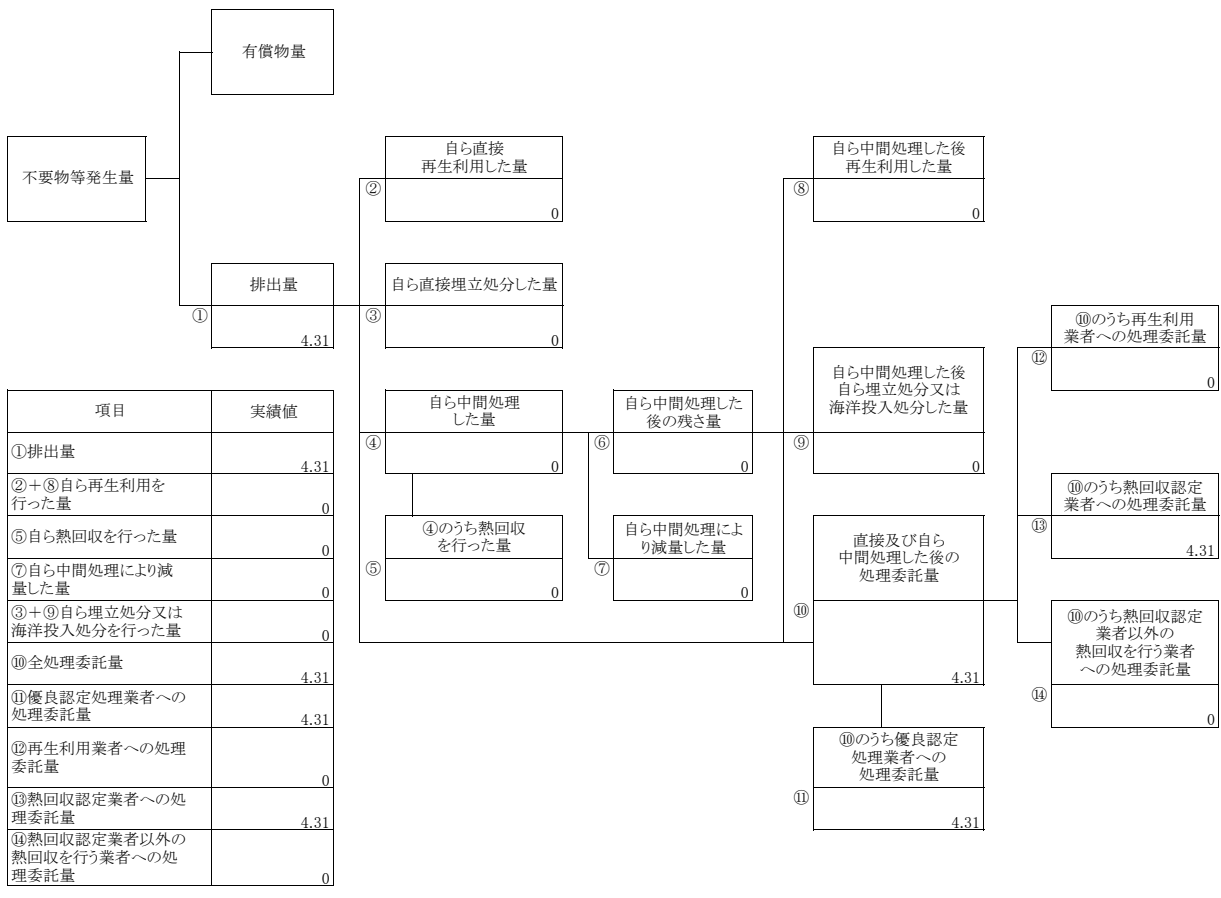 有償物量
不要物等発生量
排出量
①
4.31
自ら直接
再生利用した量
②
0
自ら直接埋立処分した量
③
0
自ら中間処理
した量
④
0
④のうち熱回収
を行った量
⑤
0
自ら中間処理した
後の残さ量
⑥
0
自ら中間処理によ
り減量した量
⑦
0
自ら中間処理した後
再生利用した量
⑧
0
自ら中間処理した後
自ら埋立処分又は
海洋投入処分した量
⑨
0
直接及び自ら
中間処理した後の
処理委託量
⑩
4.31
⑩のうち優良認定
処理業者への
処理委託量
⑪
4.31
⑩のうち再生利用
業者への処理委託量
⑫
0
⑩のうち熱回収認定
業者への処理委託量
⑬
4.31
⑩のうち熱回収認定
業者以外の
熱回収を行う業者
への処理委託量
⑭
0
項目 実績値
①排出量
4.31
②+⑧自ら再生利用を
行った量
0
⑤自ら熱回収を行った量
0
⑦自ら中間処理により減
量した量
0
③+⑨自ら埋立処分又は
海洋投入処分を行った量
0
⑩全処理委託量
4.31
⑪優良認定処理業者への
処理委託量
4.31
⑫再生利用業者への処理
委託量
0
⑬熱回収認定業者への処
理委託量
4.31
⑭熱回収認定業者以外の
熱回収を行う業者への処
理委託量
0